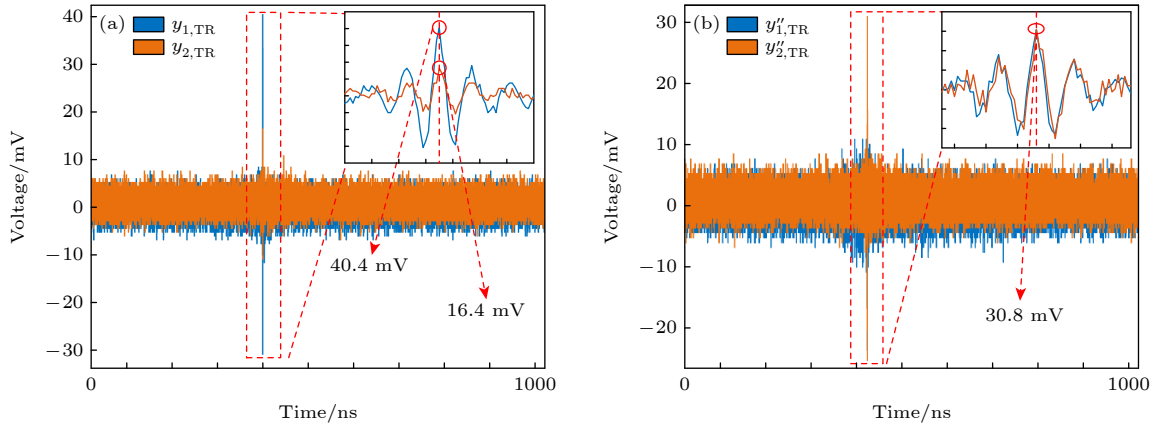 (a)
y₁,TR
y₂,TR
40
30
20
10
0
−10
−20
−30
Voltage/mV
40.4 mV
16.4 mV
0
1000
Time/ns
(b)
y″₁,TR
y″₂,TR
30
20
10
0
−10
−20
Voltage/mV
30.8 mV
0
1000
Time/ns